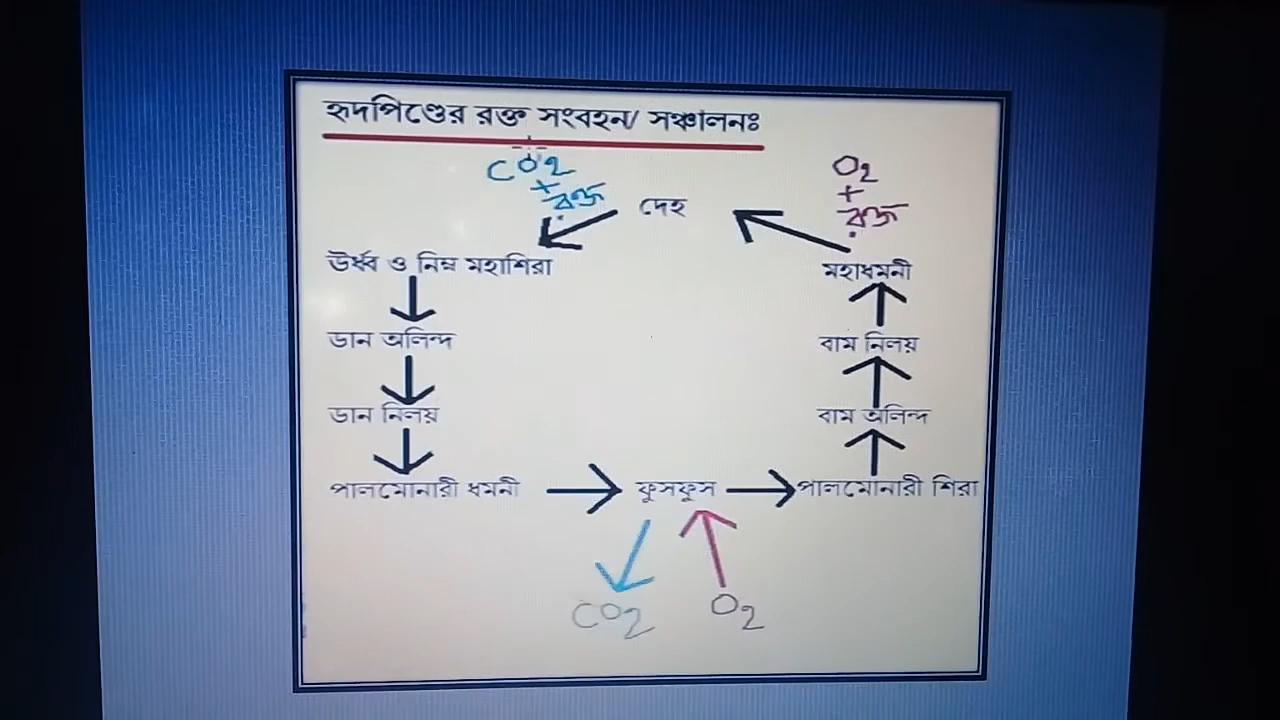 হৃদপিণ্ডের রক্ত সংবহন/ সঞ্চালনঃ
CO2
+
রক্ত
দেহ
O2
+
রক্ত
ঊর্ধ্ব ও নিম্ন মহাশিরা
মহাধমনী
ডান অলিন্দ
বাম নিলয়
ডান নিলয়
বাম অলিন্দ
পালমোনারী ধমনী
ফুসফুস
পালমোনারী শিরা
CO2
O2